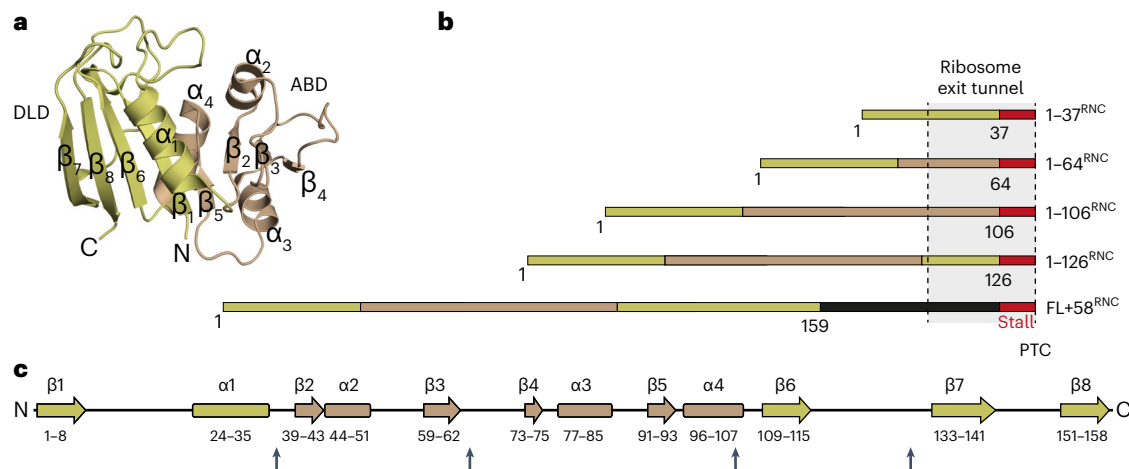 a
DLD
ABD
α2
α4
α1
β7
β8
β6
β2
β3
β4
β1
β5
α3
C
N
b
Ribosome
exit tunnel
1 37 1–37RNC
1 64 1–64RNC
1 106 1–106RNC
1 126 1–126RNC
1 159 Stall FL+58RNC
PTC
c
β1 α1 β2 α2 β3 β4 α3 β5 α4 β6 β7 β8
N C
1–8 24–35 39–43 44–51 59–62 73–75 77–85 91–93 96–107 109–115 133–141 151–158